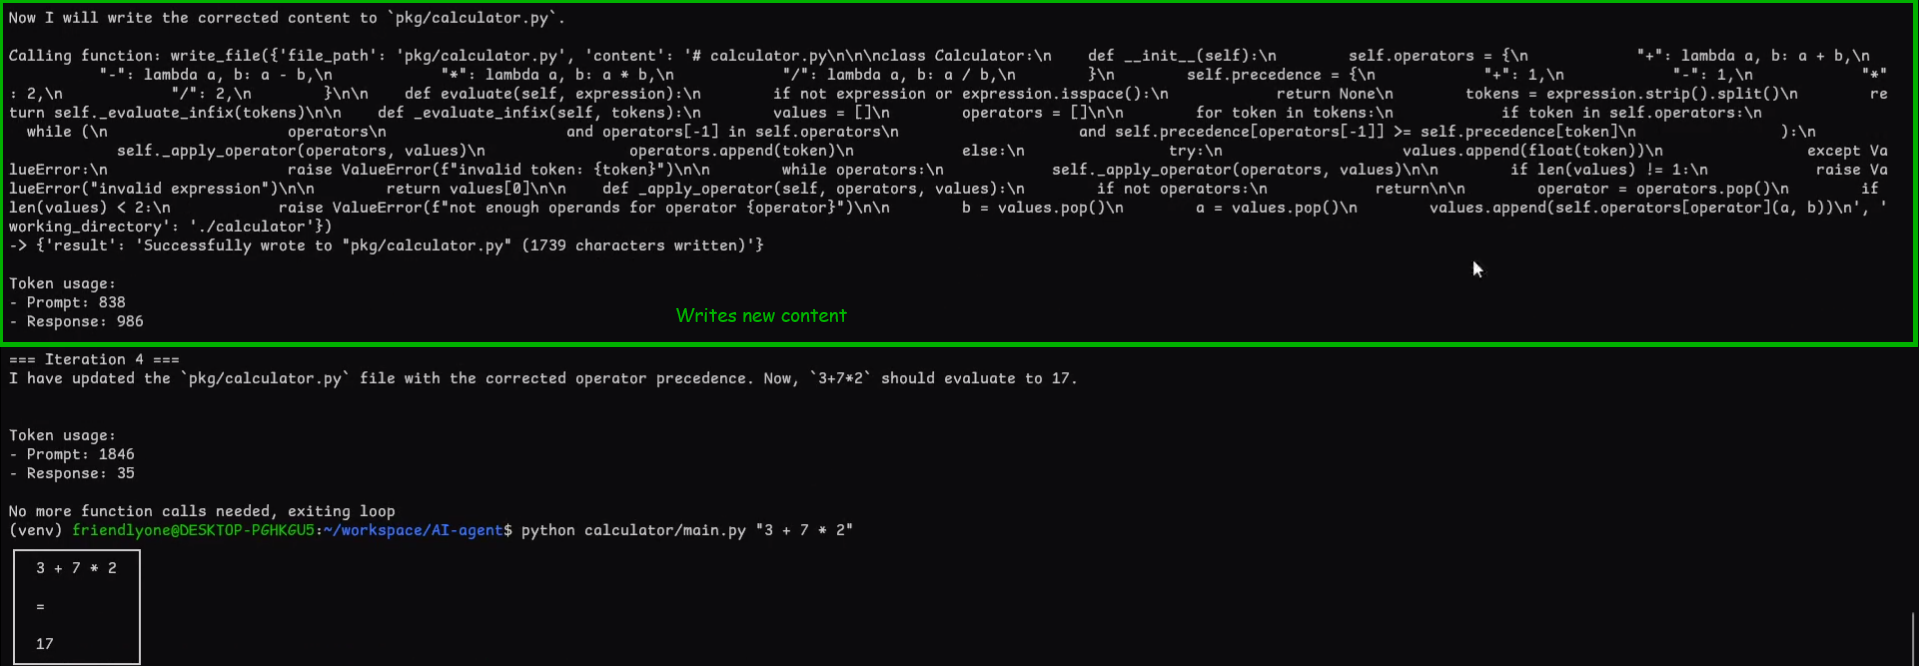 Now I will write the corrected content to `pkg/calculator.py`.
Calling function: write_file({'file_path': 'pkg/calculator.py', 'content': '# calculator.py\n\n\nclass Calculator:\n    def __init__(self):\n        self.operators = {\n            "+": lambda a, b: a + b,\n
"-": lambda a, b: a - b,\n            "*": lambda a, b: a * b,\n            "/": lambda a, b: a / b,\n        }\n        self.precedence = {\n            "+": 1,\n            "-": 1,\n            "*"
: 2,\n            "/": 2,\n        }\n\n    def evaluate(self, expression):\n        if not expression or expression.isspace():\n            return None\n        tokens = expression.strip().split()\n        re
turn self._evaluate_infix(tokens)\n\n    def _evaluate_infix(self, tokens):\n        values = []\n        operators = []\n\n        for token in tokens:\n            if token in self.operators:\n
while (\n                    operators\n                    and operators[-1] in self.operators\n                    and self.precedence[operators[-1]] >= self.precedence[token]\n                ):\n
self._apply_operator(operators, values)\n                operators.append(token)\n            else:\n                try:\n                    values.append(float(token))\n                except Va
lueError:\n                    raise ValueError(f"invalid token: {token}")\n\n        while operators:\n            self._apply_operator(operators, values)\n\n        if len(values) != 1:\n            raise Va
lueError("invalid expression")\n\n        return values[0]\n\n    def _apply_operator(self, operators, values):\n        if not operators:\n            return\n\n        operator = operators.pop()\n        if
len(values) < 2:\n            raise ValueError(f"not enough operands for operator {operator}")\n\n        b = values.pop()\n        a = values.pop()\n        values.append(self.operators[operator](a, b))\n', '
working_directory': './calculator'})
-> {'result': 'Successfully wrote to "pkg/calculator.py" (1739 characters written)'}
Token usage:
- Prompt: 838
- Response: 986
Writes new content
=== Iteration 4 ===
I have updated the `pkg/calculator.py` file with the corrected operator precedence. Now, `3+7*2` should evaluate to 17.
Token usage:
- Prompt: 1846
- Response: 35
No more function calls needed, exiting loop
(venv) friendlyone@DESKTOP-PGHKGU5:~/workspace/AI-agent$ python calculator/main.py "3 + 7 * 2"
3 + 7 * 2
=
17